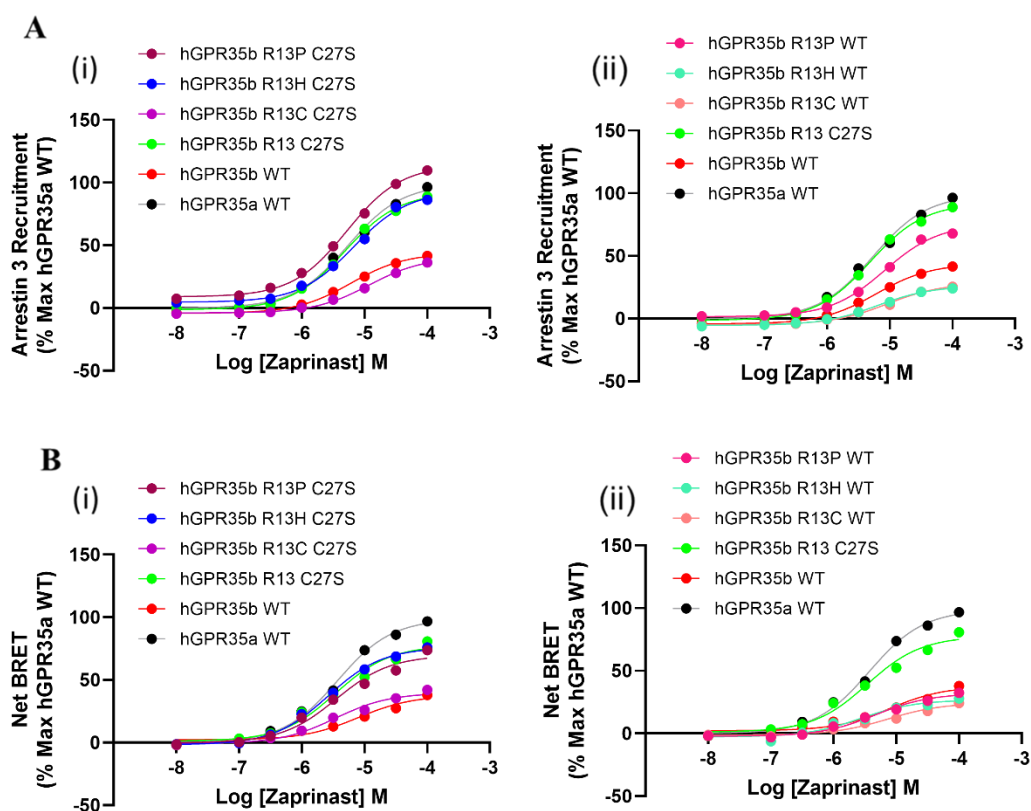 A
(i)
hGPR35b R13P C27S
hGPR35b R13H C27S
hGPR35b R13C C27S
hGPR35b R13 C27S
hGPR35b WT
hGPR35a WT
Arrestin 3 Recruitment
(% Max hGPR35a WT)
150
100
50
0
-50
-8 -7 -6 -5 -4 -3
Log [Zaprinast] M
(ii)
hGPR35b R13P WT
hGPR35b R13H WT
hGPR35b R13C WT
hGPR35b R13 C27S
hGPR35b WT
hGPR35a WT
Arrestin 3 Recruitment
(% Max hGPR35a WT)
150
100
50
0
-50
-8 -7 -6 -5 -4 -3
Log [Zaprinast] M
B
(i)
hGPR35b R13P C27S
hGPR35b R13H C27S
hGPR35b R13C C27S
hGPR35b R13 C27S
hGPR35b WT
hGPR35a WT
Net BRET
(% Max hGPR35a WT)
150
100
50
0
-50
-8 -7 -6 -5 -4 -3
Log [Zaprinast] M
(ii)
hGPR35b R13P WT
hGPR35b R13H WT
hGPR35b R13C WT
hGPR35b R13 C27S
hGPR35b WT
hGPR35a WT
Net BRET
(% Max hGPR35a WT)
150
100
50
0
-50
-8 -7 -6 -5 -4 -3
Log [Zaprinast] M